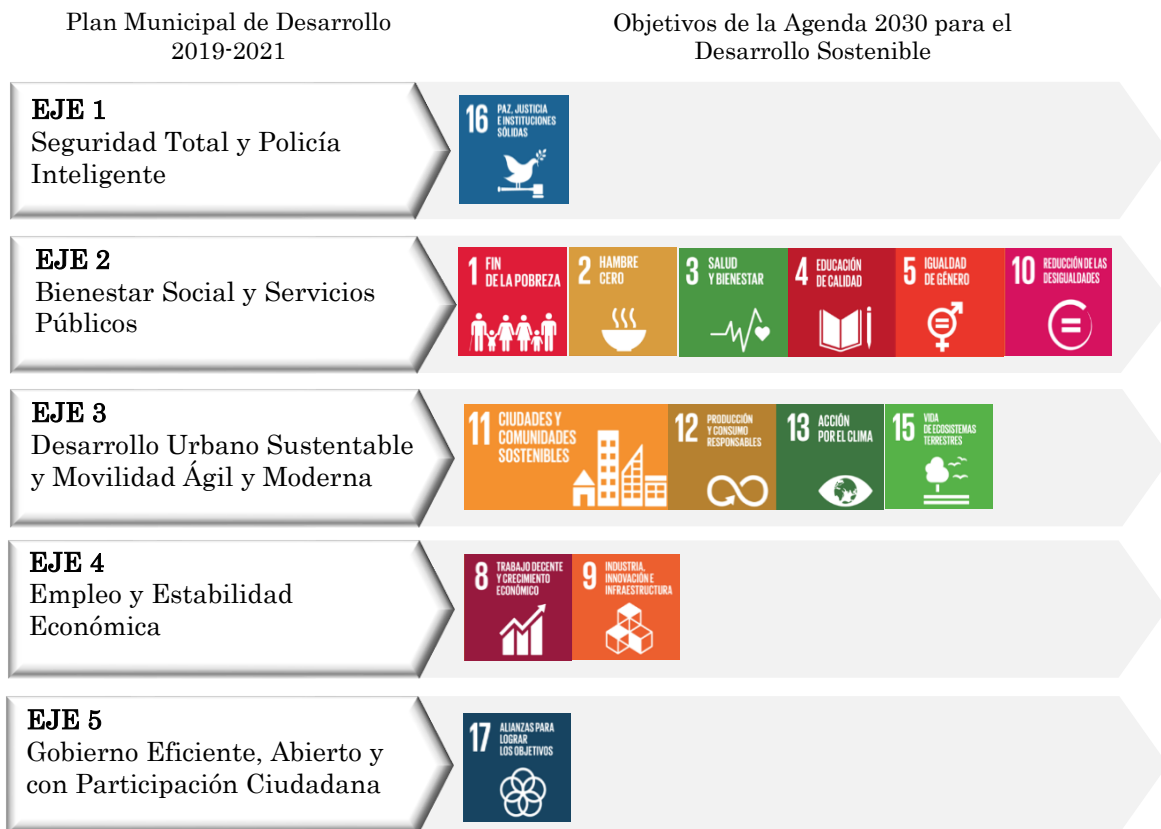 Plan Municipal de Desarrollo
2019-2021
Objetivos de la Agenda 2030 para el
Desarrollo Sostenible
EJE 1
Seguridad Total y Policía
Inteligente
16 PAZ, JUSTICIA
E INSTITUCIONES
SÓLIDAS
EJE 2
Bienestar Social y Servicios
Públicos
1 FIN
DE LA POBREZA
2 HAMBRE
CERO
3 SALUD
Y BIENESTAR
4 EDUCACIÓN
DE CALIDAD
5 IGUALDAD
DE GÉNERO
10 REDUCCIÓN DE LAS
DESIGUALDADES
EJE 3
Desarrollo Urbano Sustentable
y Movilidad Ágil y Moderna
11 CIUDADES Y
COMUNIDADES
SOSTENIBLES
12 PRODUCCIÓN
Y CONSUMO
RESPONSABLES
13 ACCIÓN
POR EL CLIMA
15 VIDA
DE ECOSISTEMAS
TERRESTRES
EJE 4
Empleo y Estabilidad
Económica
8 TRABAJO DECENTE
Y CRECIMIENTO
ECONÓMICO
9 INDUSTRIA,
INNOVACIÓN E
INFRAESTRUCTURA
EJE 5
Gobierno Eficiente, Abierto y
con Participación Ciudadana
17 ALIANZAS PARA
LOGRAR
LOS OBJETIVOS